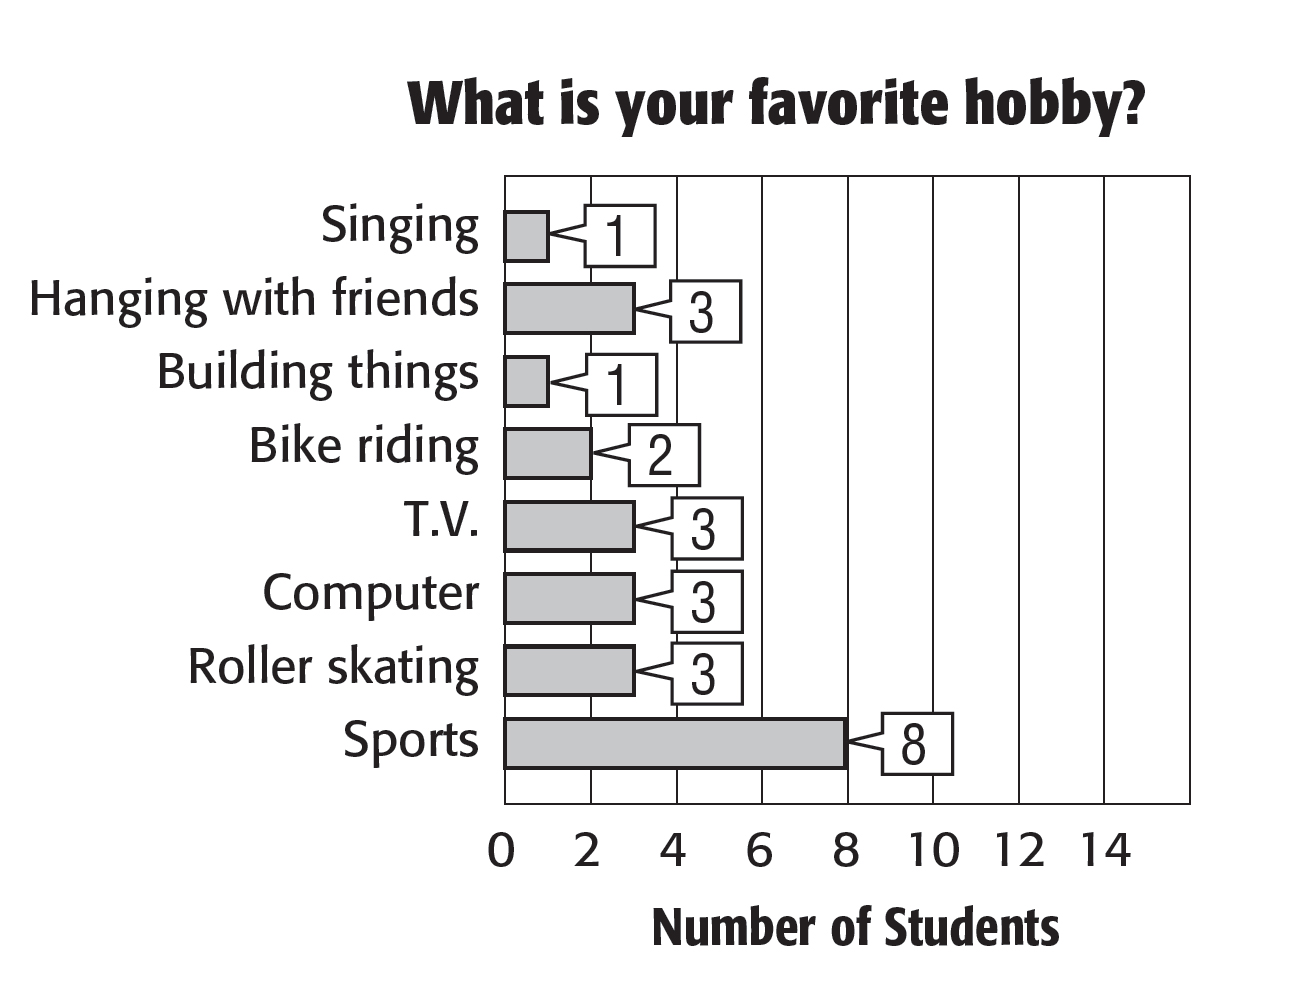 What is your favorite hobby?
Singing 1
Hanging with friends 3
Building things 1
Bike riding 2
T.V. 3
Computer 3
Roller skating 3
Sports 8
0 2 4 6 8 10 12 14
Number of Students